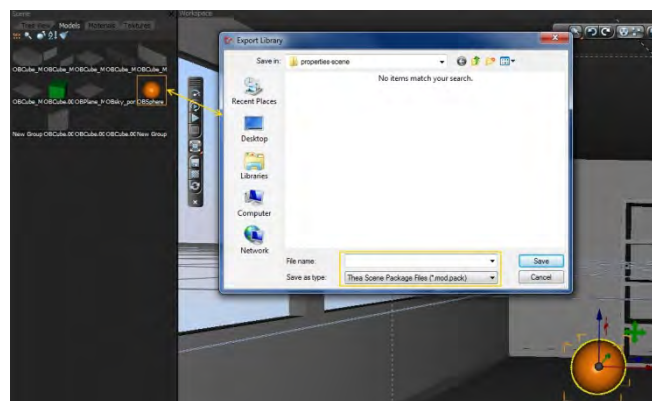 Scene
Workspace
Tree View Models Materials Textures
OBCube_M OBCube_M OBCube_M OBCube_M OBCube_M
OBCube_M OBCube.00 OBPlane_M OBsky_por OBSphere
New Group OBCube.00 OBCube.00 OBCube.00 New Group
Export Library
Save in: properties-scene
No items match your search.
Recent Places
Desktop
Libraries
Computer
Network
File name:
Save
Save as type: Thea Scene Package Files (*.mod.pack)
Cancel